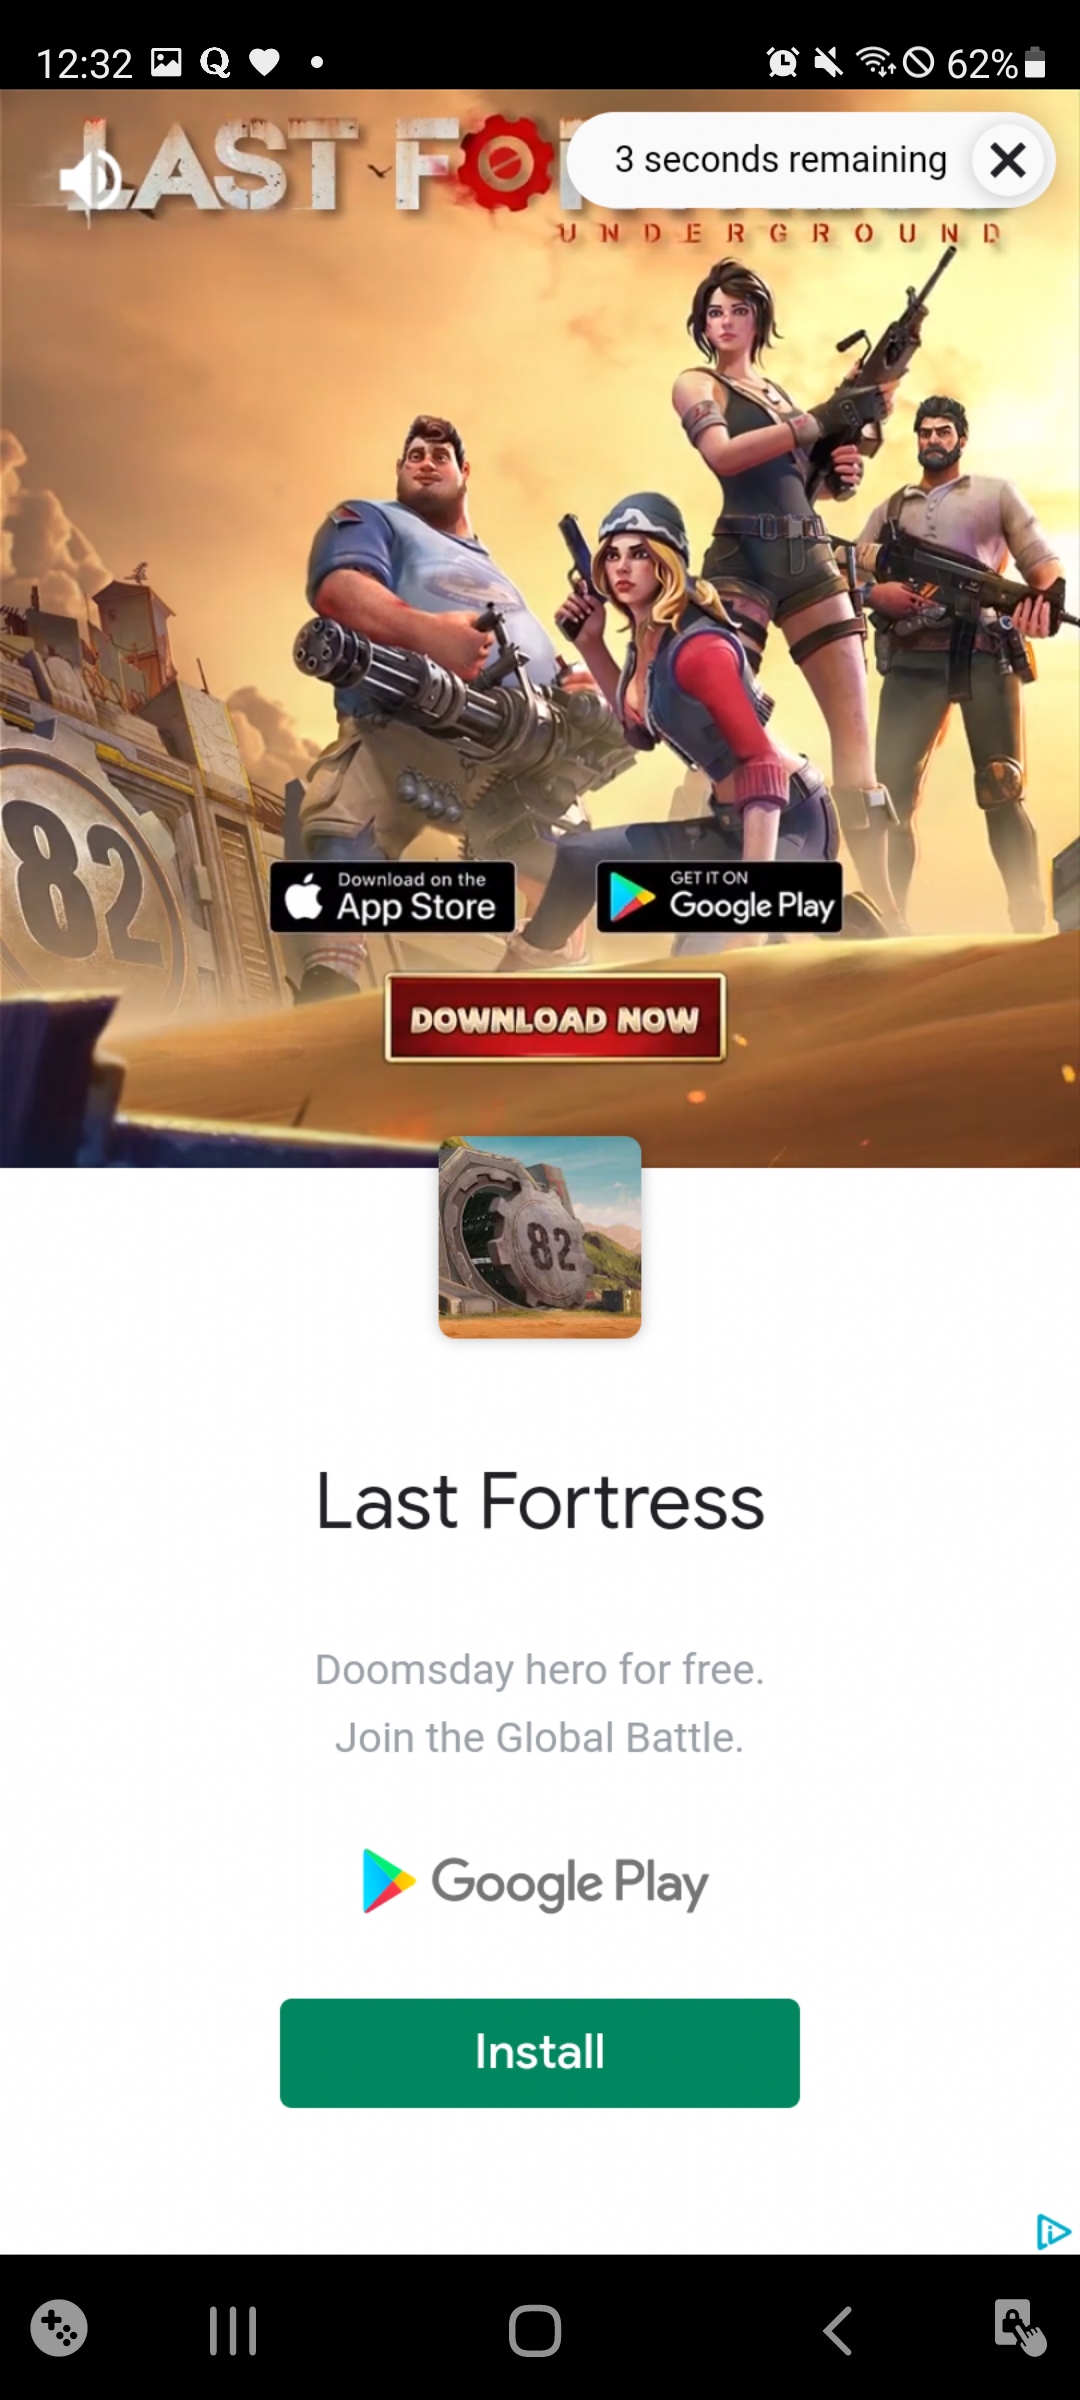 12:32
62%
LAST FO
3 seconds remaining
UNDERGROUND
82
Download on the
App Store
GET IT ON
Google Play
DOWNLOAD NOW
82
Last Fortress
Doomsday hero for free.
Join the Global Battle.
Google Play
Install